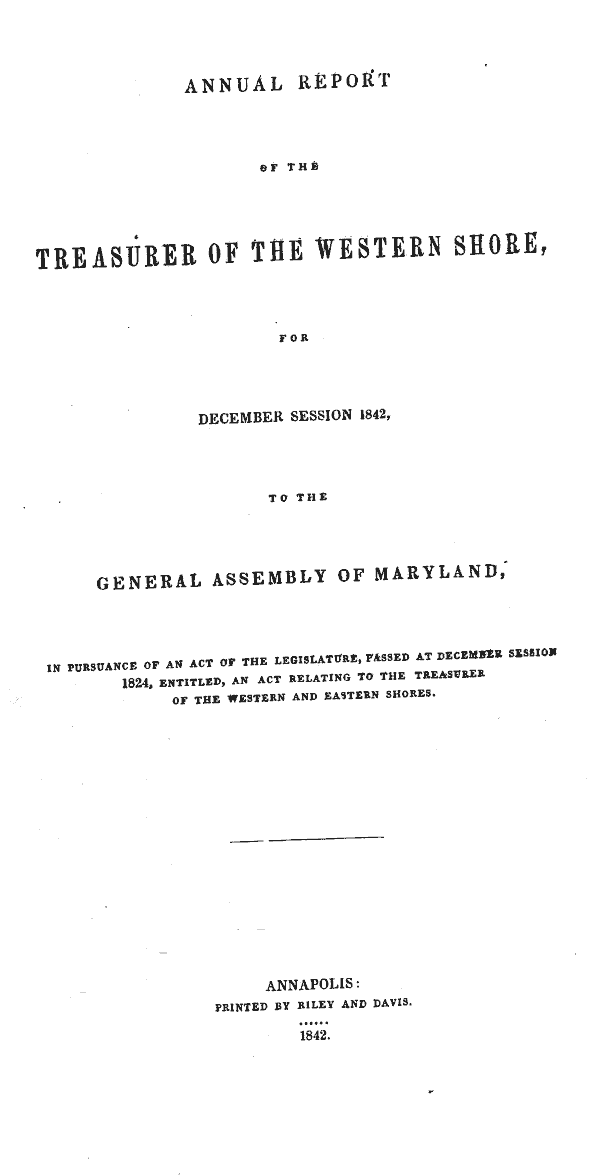 ANNUAL REPORT
OF THE
TREASURER OF THE WESTERN SHORE,
FOR
DECEMBER SESSION 1842,
TO THE
GENERAL ASSEMBLY OF MARYLAND,
IN PURSUANCE OF AN ACT OF THE LEGISLATURE, PASSED AT DECEMBER SESSION
1824, ENTITLED, AN ACT RELATING TO THE TREASURER
OF THE WESTERN AND EASTERN SHORES.
ANNAPOLIS:
PRINTED BY RILEY AND DAVIS.
......
1842.